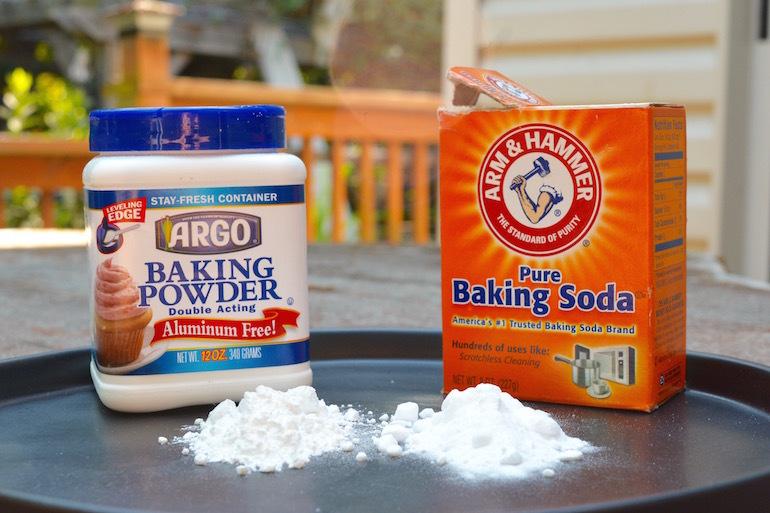 STAY-FRESH CONTAINER
LEVELING
EDGE
ARGO
BAKING
POWDER
Double Acting
Aluminum Free!
NET WT. 12 OZ. 340 GRAMS
ARM & HAMMER
THE STANDARD OF PURITY
Pure
Baking Soda
America's #1 Trusted Baking Soda Brand
Hundreds of uses like:
Scratchless Cleaning
Nutrition Facts